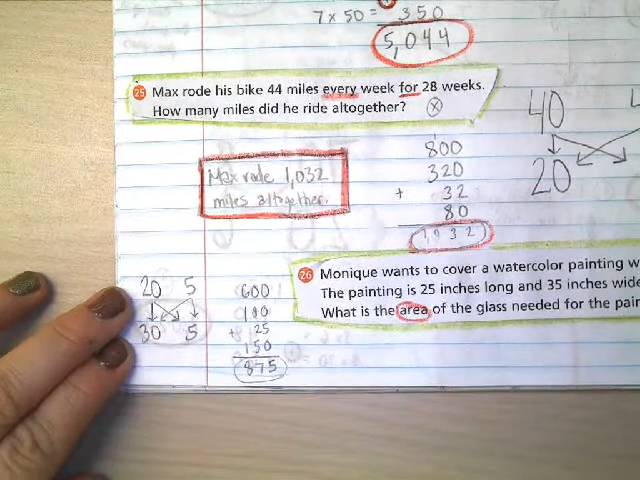 7 x 50 = 350
5,044
25 Max rode his bike 44 miles every week for 28 weeks.
How many miles did he ride altogether? X
40 4
20
Max rode 1,032
miles altogether.
800
320
+ 32
80
1,032
26 Monique wants to cover a watercolor painting w
The painting is 25 inches long and 35 inches wide
What is the area of the glass needed for the pain
20 5
30 5
600
100
+ 25
150
875